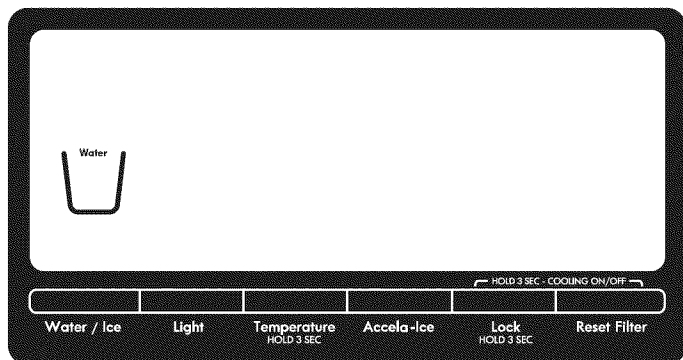 Water
HOLD 3 SEC - COOLING ON/OFF
Water / Ice
Light
Temperature
HOLD 3 SEC
Accela-Ice
Lock
HOLD 3 SEC
Reset Filter